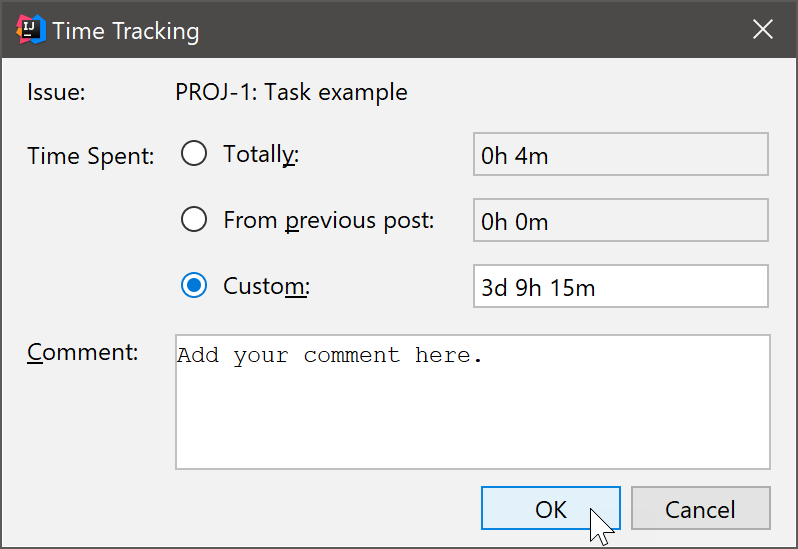 IJ
Time Tracking
Issue: PROJ-1: Task example
Time Spent: Totally: 0h 4m
From previous post: 0h 0m
Custom: 3d 9h 15m
Comment: Add your comment here.
OK Cancel